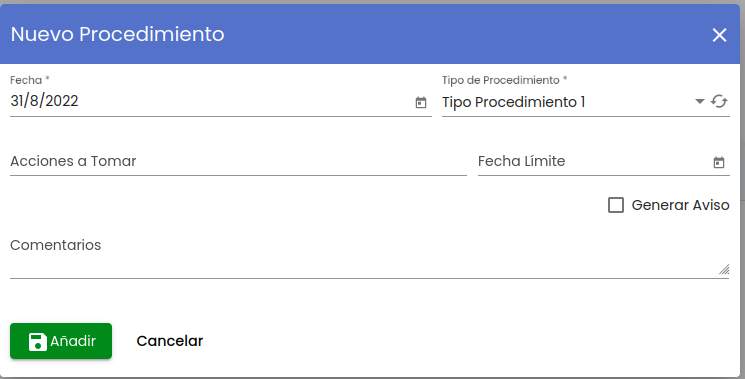 Nuevo Procedimiento
Fecha * Tipo de Procedimiento *
31/8/2022 Tipo Procedimiento 1
Acciones a Tomar Fecha Límite
Generar Aviso
Comentarios
Añadir Cancelar